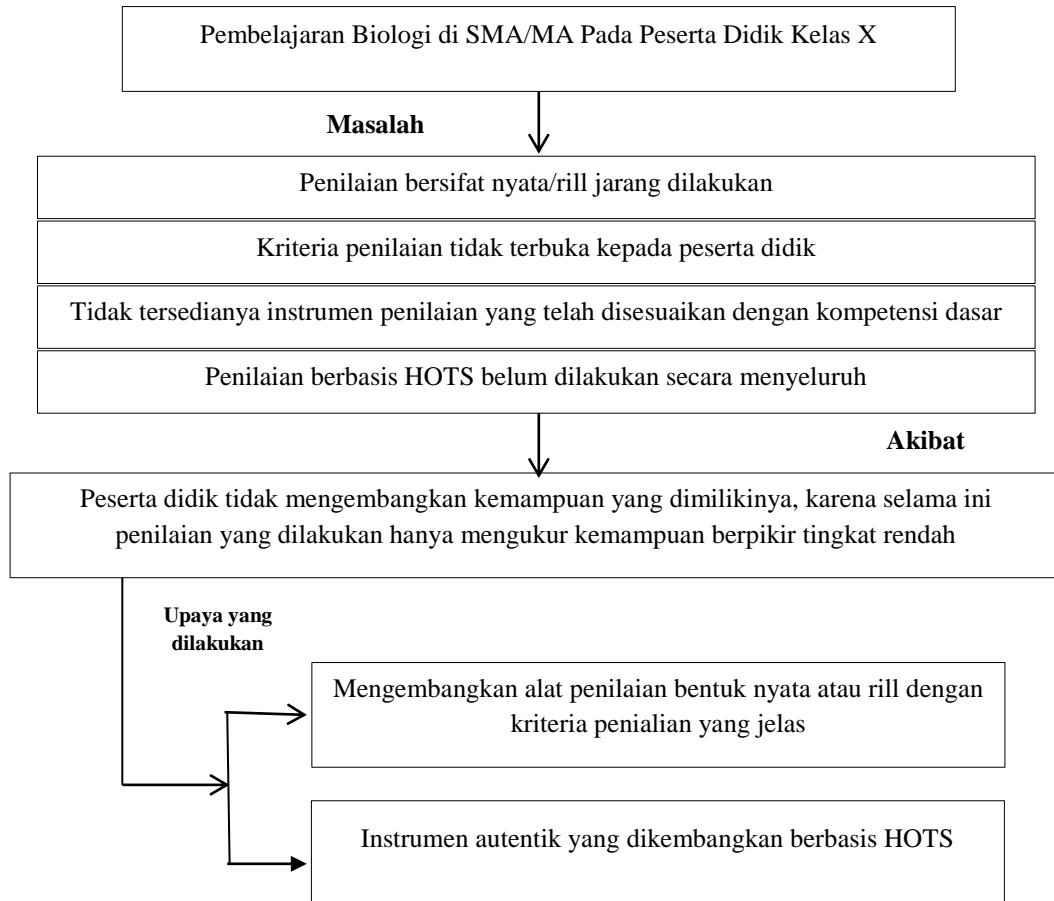 Pembelajaran Biologi di SMA/MA Pada Peserta Didik Kelas X
Masalah
Penilaian bersifat nyata/rill jarang dilakukan
Kriteria penilaian tidak terbuka kepada peserta didik
Tidak tersedianya instrumen penilaian yang telah disesuaikan dengan kompetensi dasar
Penilaian berbasis HOTS belum dilakukan secara menyeluruh
Akibat
Peserta didik tidak mengembangkan kemampuan yang dimilikinya, karena selama ini
penilaian yang dilakukan hanya mengukur kemampuan berpikir tingkat rendah
Upaya yang
dilakukan
Mengembangkan alat penilaian bentuk nyata atau rill dengan
kriteria penialian yang jelas
Instrumen autentik yang dikembangkan berbasis HOTS